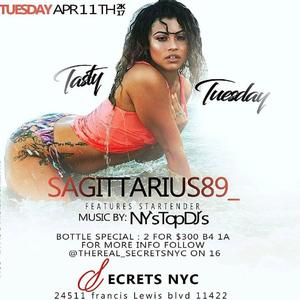 TUESDAY APR 11TH 2K17
Tasty
Tuesday
SAGITTARIUS89_
FEATURES STARTENDER
MUSIC BY: NY'sTopDJ's
BOTTLE SPECIAL : 2 FOR $300 B4 1A
FOR MORE INFO FOLLOW
@THEREAL_SECRETSNYC ON 16
SECRETS NYC
24511 francis Lewis blvd 11422